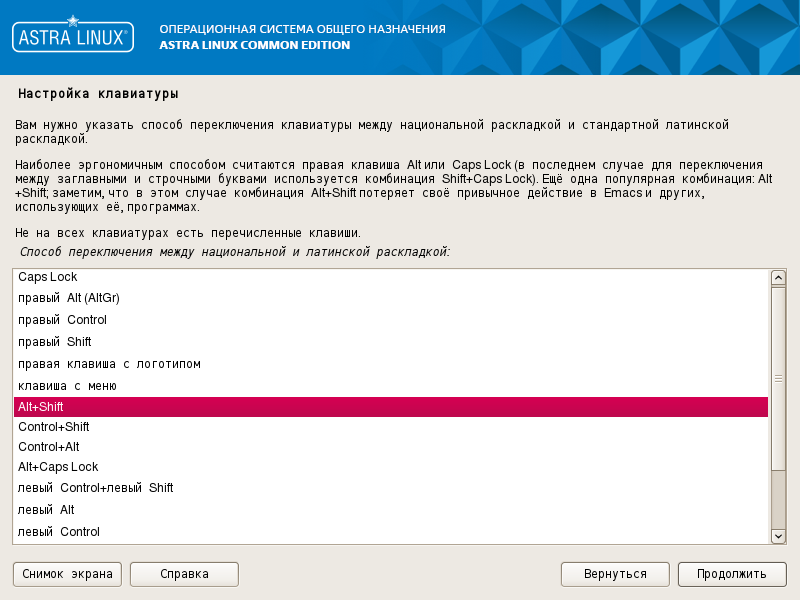 ASTRA LINUX®
ОПЕРАЦИОННАЯ СИСТЕМА ОБЩЕГО НАЗНАЧЕНИЯ
ASTRA LINUX COMMON EDITION
Настройка клавиатуры
Вам нужно указать способ переключения клавиатуры между национальной раскладкой и стандартной латинской
раскладкой.
Наиболее эргономичным способом считаются правая клавиша Alt или Caps Lock (в последнем случае для переключения
между заглавными и строчными буквами используется комбинация Shift+Caps Lock). Ещё одна популярная комбинация: Alt
+Shift; заметим, что в этом случае комбинация Alt+Shift потеряет своё привычное действие в Emacs и других,
использующих её, программах.
Не на всех клавиатурах есть перечисленные клавиши.
Способ переключения между национальной и латинской раскладкой:
Caps Lock
правый Alt (AltGr)
правый Control
правый Shift
правая клавиша с логотипом
клавиша с меню
Alt+Shift
Control+Shift
Control+Alt
Alt+Caps Lock
левый Control+левый Shift
левый Alt
левый Control
Снимок экрана
Справка
Вернуться
Продолжить